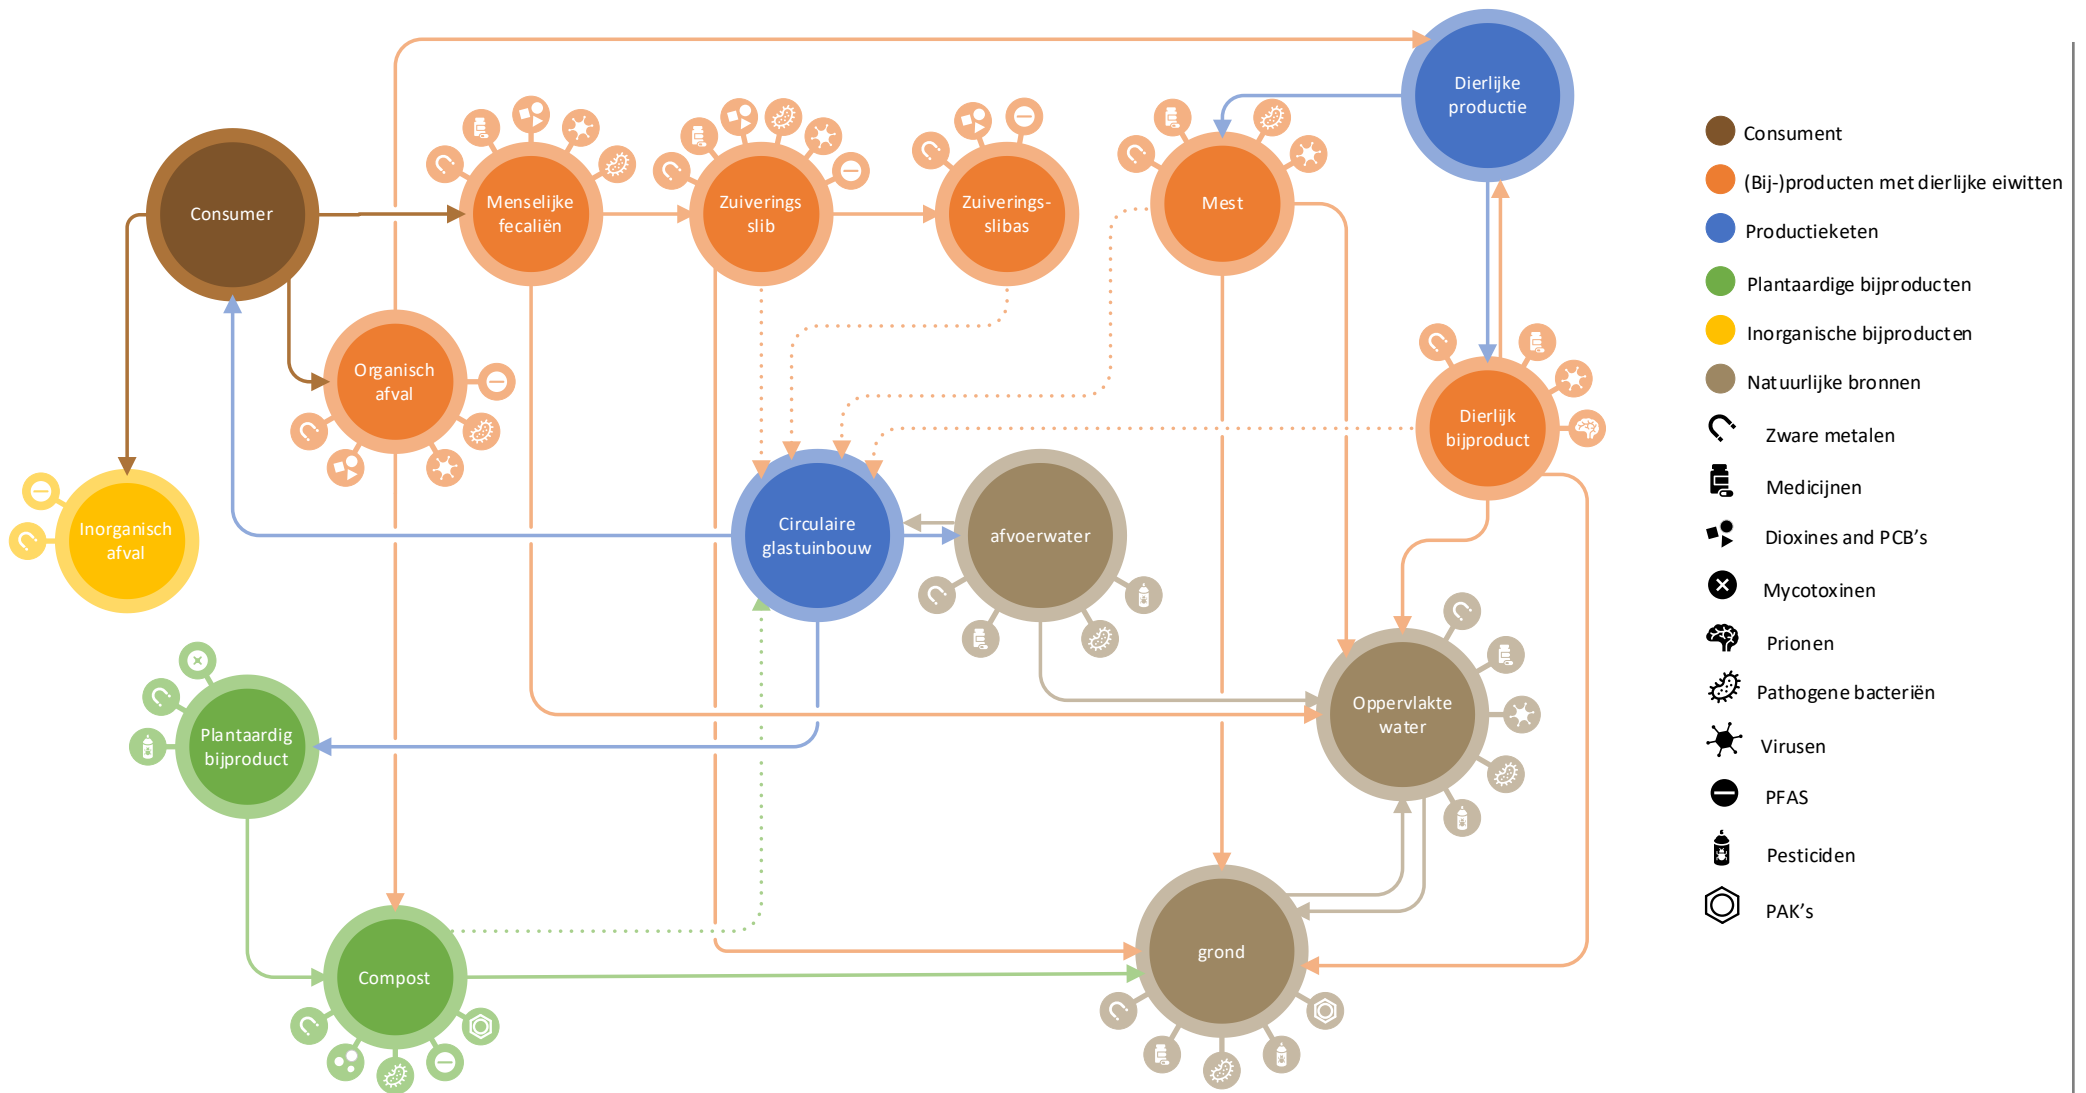 Dierlijke
productie
Consumer
Menselijke
fecaliën
Zuiverings
slib
Zuiverings-
slibas
Mest
Organisch
afval
Dierlijk
bijproduct
Inorganisch
afval
Circulaire
glastuinbouw
afvoerwater
Plantaardig
bijproduct
Oppervlakte
water
Compost
grond
Consument
(Bij-)producten met dierlijke eiwitten
Productieketen
Plantaardige bijproducten
Inorganische bijproducten
Natuurlijke bronnen
Zware metalen
Medicijnen
Dioxines and PCB's
Mycotoxinen
Prionen
Pathogene bacteriën
Virusen
PFAS
Pesticiden
PAK's